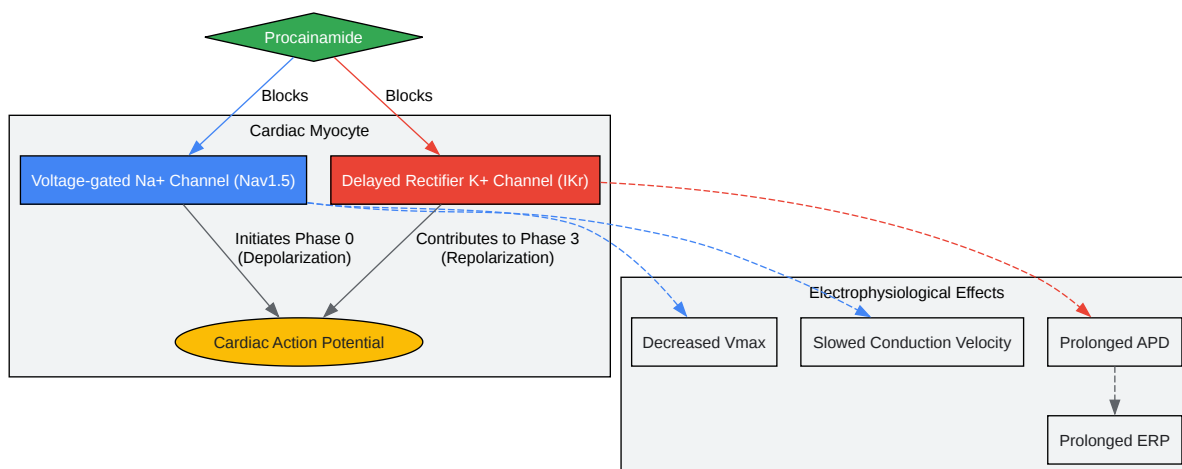 Procainamide
Blocks
Blocks
Cardiac Myocyte
Voltage-gated Na+ Channel (Nav1.5)
Delayed Rectifier K+ Channel (IKr)
Initiates Phase 0
(Depolarization)
Contributes to Phase 3
(Repolarization)
Cardiac Action Potential
Electrophysiological Effects
Decreased Vmax
Slowed Conduction Velocity
Prolonged APD
Prolonged ERP